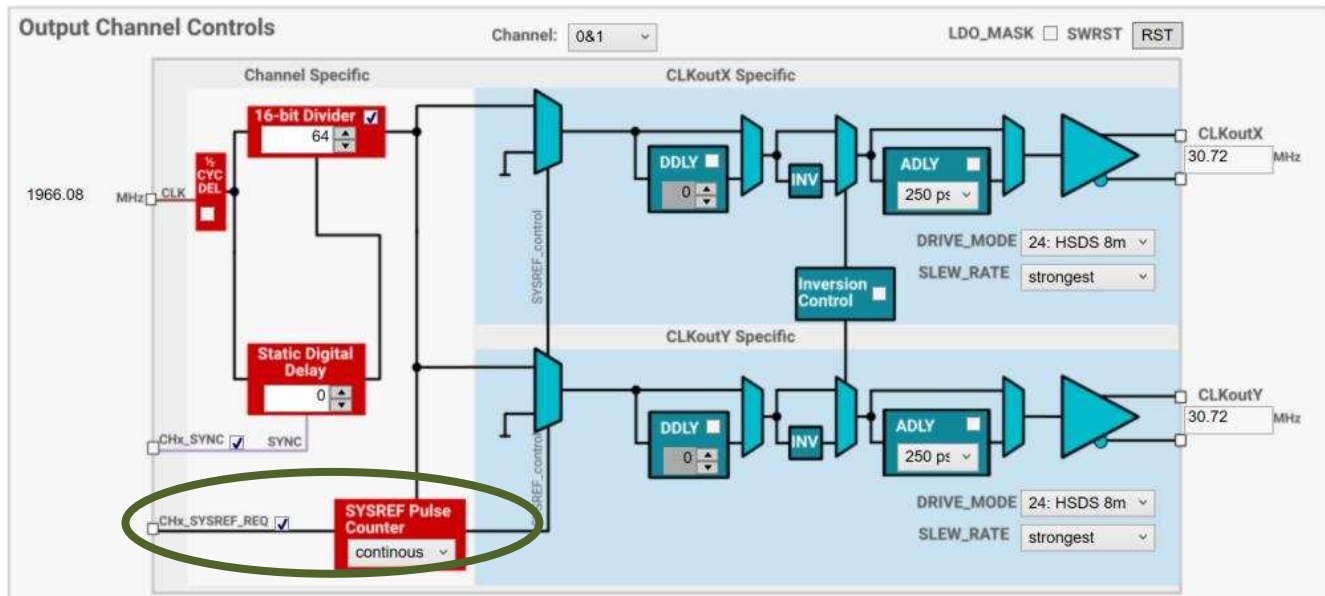 Output Channel Controls
Channel: 0&1
LDO_MASK SWRST RST
Channel Specific
CLKoutX Specific
16-bit Divider
64
½
CYC
DEL
1966.08 MHz CLK
DDLY
0
INV
ADLY
250 ps
CLKoutX
30.72 MHz
SYSREF_control
DRIVE_MODE 24: HSDS 8m
SLEW_RATE strongest
Inversion
Control
CLKoutY Specific
Static Digital
Delay
0
CHx_SYNC SYNC
DDLY
0
INV
ADLY
250 ps
CLKoutY
30.72 MHz
SYSREF_control
DRIVE_MODE 24: HSDS 8m
SLEW_RATE strongest
CHx_SYSREF_REQ
SYSREF Pulse
Counter
continous